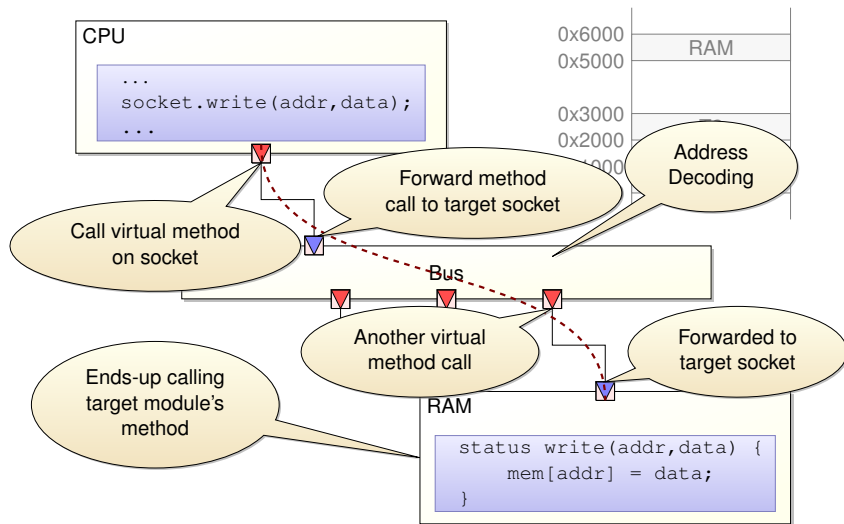 CPU
...
socket.write(addr,data);
...
0x6000
RAM
0x5000
0x3000
0x2000
Address
Decoding
Forward method
call to target socket
Call virtual method
on socket
Bus
Another virtual
method call
Forwarded to
target socket
Ends-up calling
target module's
method
RAM
status write(addr,data) {
mem[addr] = data;
}